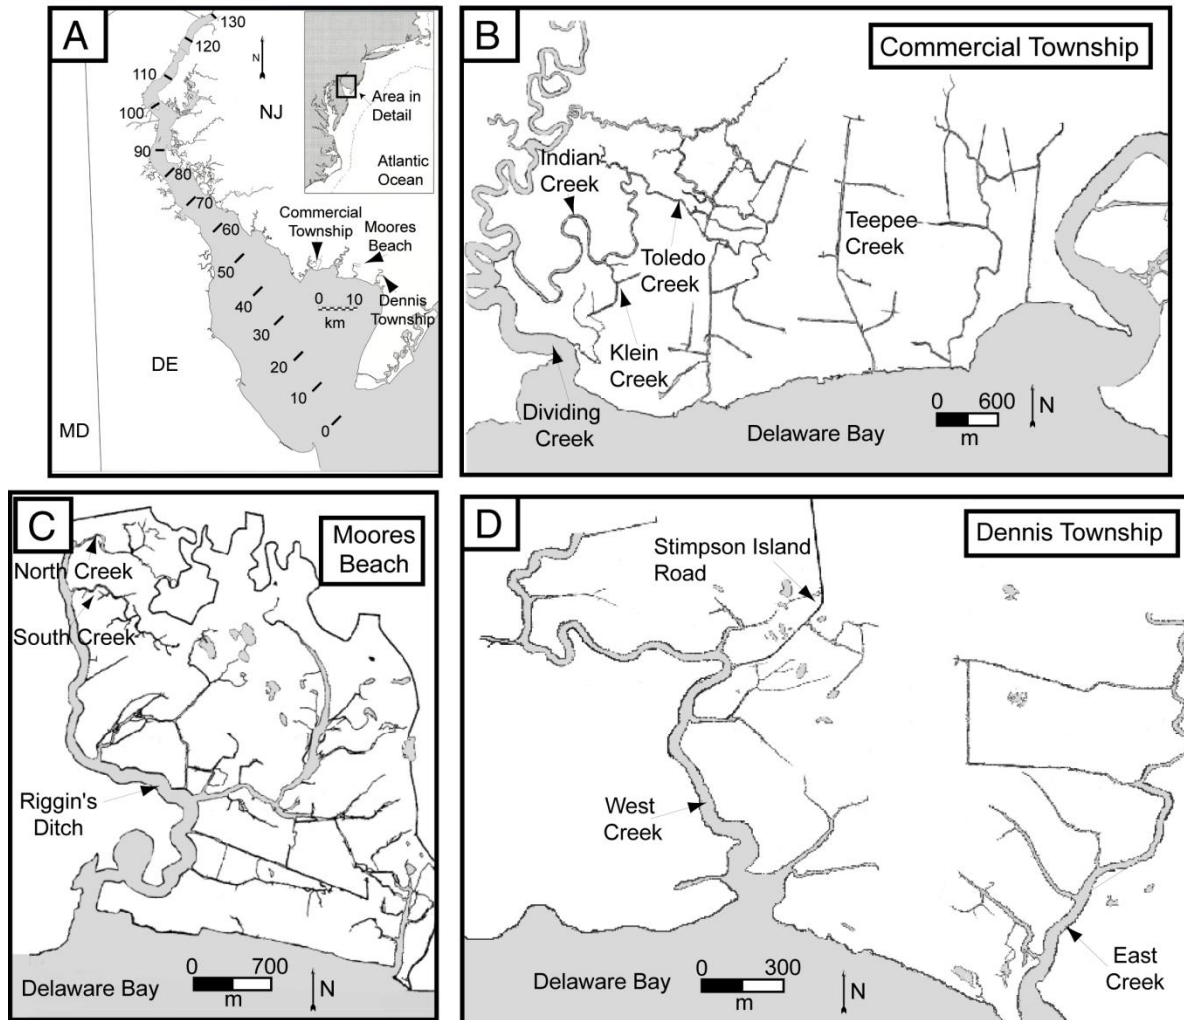 A
130
120
N
110
100
NJ
Area in
Detail
Atlantic
Ocean
90
80
70
60
Commercial
Township
Moores
Beach
50
40
0 10
km
Dennis
Township
30
DE
20
10
MD
0
B
Commercial Township
Indian
Creek
Teepee
Creek
Toledo
Creek
Klein
Creek
Dividing
Creek
Delaware Bay
0 600
m
N
C
Moores
Beach
North Creek
South Creek
Riggin's
Ditch
Delaware Bay
0 700
m
N
D
Dennis Township
Stimpson Island
Road
West
Creek
East
Creek
Delaware Bay
0 300
m
N